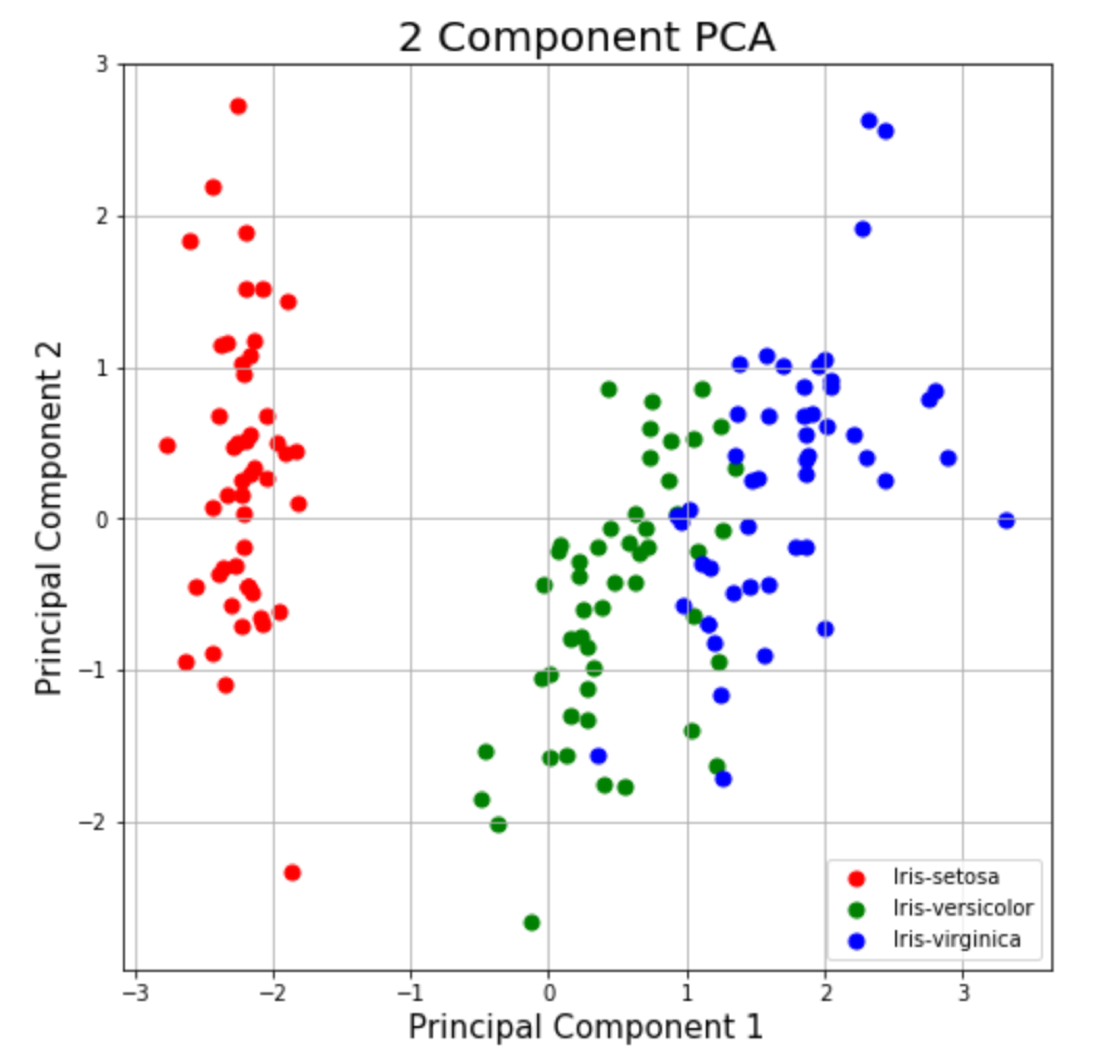 2 Component PCA
3
2
1
0
−1
−2
Principal Component 2
Iris-setosa
Iris-versicolor
Iris-virginica
−3 −2 −1 0 1 2 3
Principal Component 1